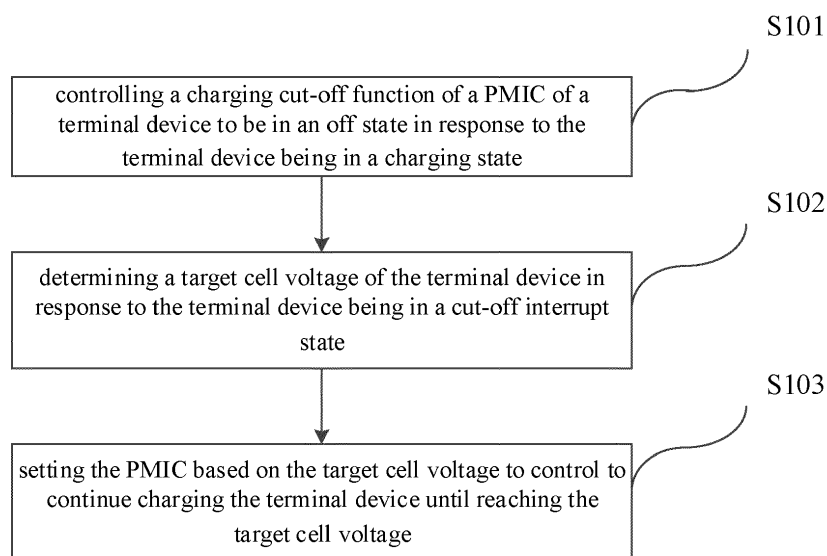 S101
controlling a charging cut-off function of a PMIC of a
terminal device to be in an off state in response to the
terminal device being in a charging state
S102
determining a target cell voltage of the terminal device in
response to the terminal device being in a cut-off interrupt
state
S103
setting the PMIC based on the target cell voltage to control to
continue charging the terminal device until reaching the
target cell voltage